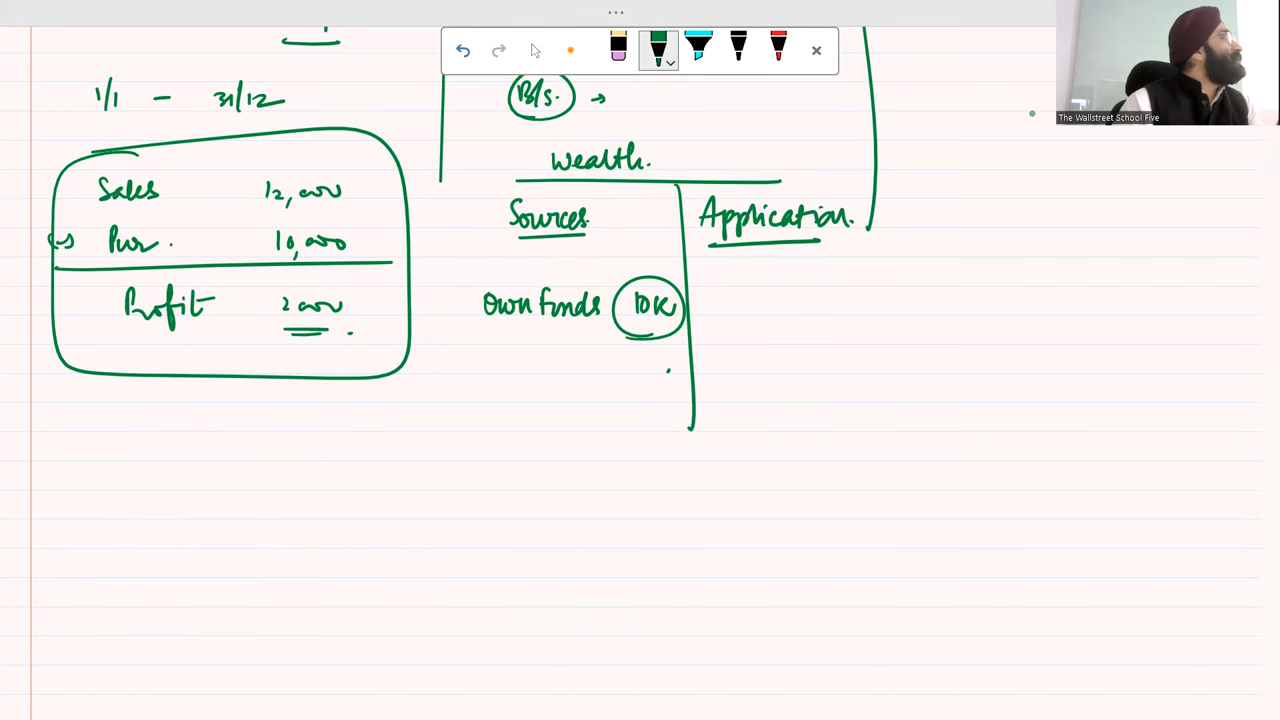 1/1 - 31/12
Sales 12,000
(-) Pur. 10,000
Profit 2000
B/s. →
Wealth.
Sources.
Application.
Own funds 10K
The Wallstreet School Five